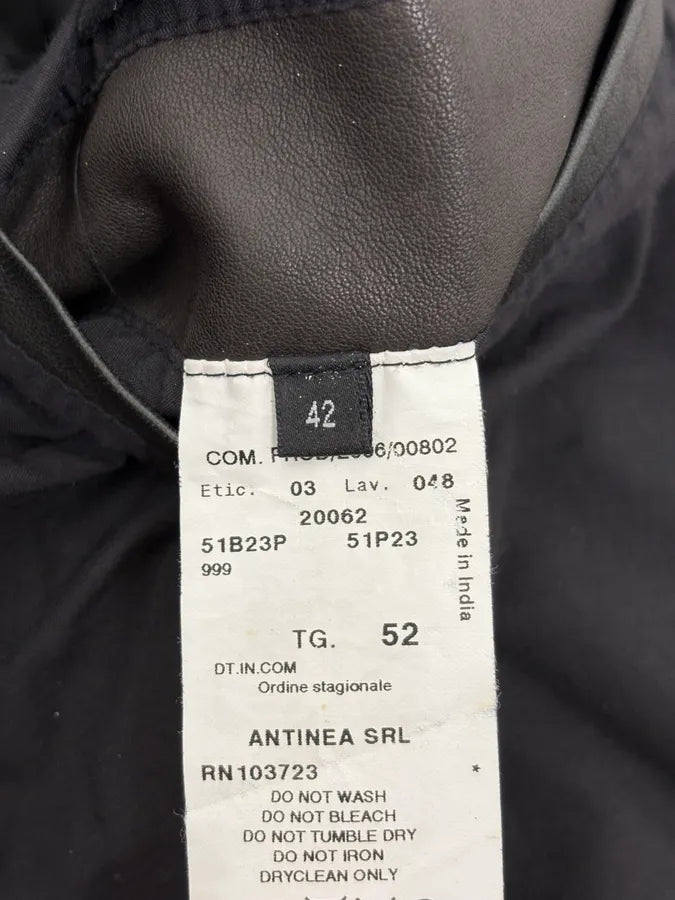 42
COM. /00802
Etic. 03 Lav. 048
20062
51B23P 51P23
999
Made in India
TG. 52
DT.IN.COM
Ordine stagionale
ANTINEA SRL
RN103723 *
DO NOT WASH
DO NOT BLEACH
DO NOT TUMBLE DRY
DO NOT IRON
DRYCLEAN ONLY